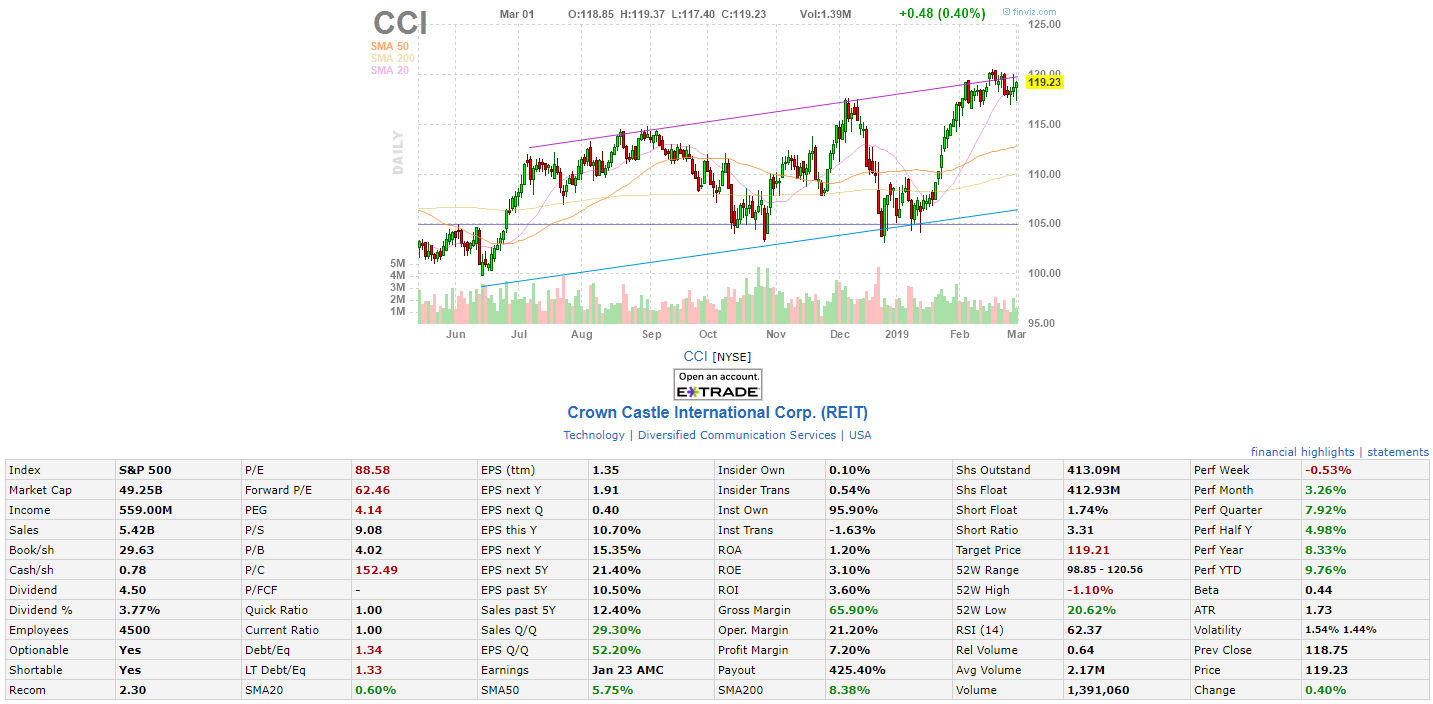 CCI Mar 01 O:118.85 H:119.37 L:117.40 C:119.23 Vol:1.39M +0.48 (0.40%) © finviz.com
SMA 50
SMA 200
SMA 20
DAILY
125.00
120.00
119.23
115.00
110.00
105.00
100.00
95.00
5M
4M
3M
2M
1M
Jun Jul Aug Sep Oct Nov Dec 2019 Feb Mar
CCI [NYSE]
Open an account.
E*TRADE
Crown Castle International Corp. (REIT)
Technology | Diversified Communication Services | USA
financial highlights | statements
Index S&P 500 P/E 88.58 EPS (ttm) 1.35 Insider Own 0.10% Shs Outstand 413.09M Perf Week -0.53%
Market Cap 49.25B Forward P/E 62.46 EPS next Y 1.91 Insider Trans 0.54% Shs Float 412.93M Perf Month 3.26%
Income 559.00M PEG 4.14 EPS next Q 0.40 Inst Own 95.90% Short Float 1.74% Perf Quarter 7.92%
Sales 5.42B P/S 9.08 EPS this Y 10.70% Inst Trans -1.63% Short Ratio 3.31 Perf Half Y 4.98%
Book/sh 29.63 P/B 4.02 EPS next Y 15.35% ROA 1.20% Target Price 119.21 Perf Year 8.33%
Cash/sh 0.78 P/C 152.49 EPS next 5Y 21.40% ROE 3.10% 52W Range 98.85 - 120.56 Perf YTD 9.76%
Dividend 4.50 P/FCF - EPS past 5Y 10.50% ROI 3.60% 52W High -1.10% Beta 0.44
Dividend % 3.77% Quick Ratio 1.00 Sales past 5Y 12.40% Gross Margin 65.90% 52W Low 20.62% ATR 1.73
Employees 4500 Current Ratio 1.00 Sales Q/Q 29.30% Oper. Margin 21.20% RSI (14) 62.37 Volatility 1.54% 1.44%
Optionable Yes Debt/Eq 1.34 EPS Q/Q 52.20% Profit Margin 7.20% Rel Volume 0.64 Prev Close 118.75
Shortable Yes LT Debt/Eq 1.33 Earnings Jan 23 AMC Payout 425.40% Avg Volume 2.17M Price 119.23
Recom 2.30 SMA20 0.60% SMA50 5.75% SMA200 8.38% Volume 1,391,060 Change 0.40%